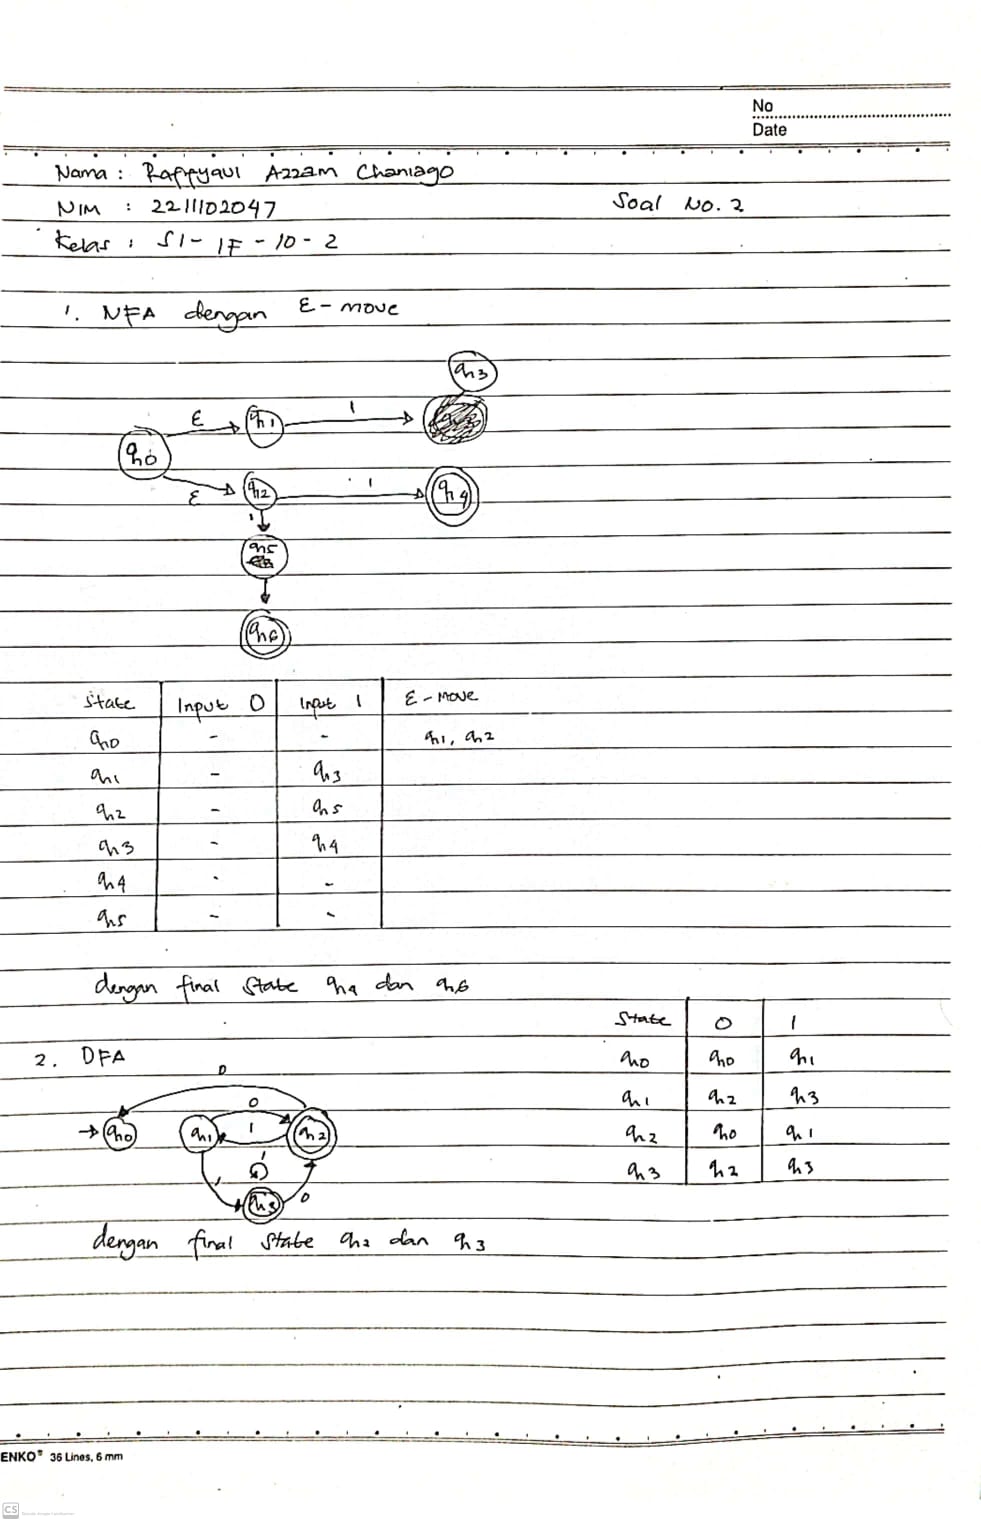 No
Date
Nama : Raffyaul Azzam Chaniago
NIM : 2211102047 Soal No. 2
Kelas : S1 - IF - 10 - 2
1. NFA dengan ε - move
q3
ε q1 1
q0
ε q2 1 q4
1
q5
q6
State Input 0 Input 1 ε - move
q0 - - q1, q2
q1 - q3
q2 - q5
q3 - q4
q4 - -
q5 - -
dengan final state q4 dan q6
State 0 1
2. DFA q0 q0 q1
0
0 q1 q2 q3
q0 q1 1 q2 q2 q0 q1
1 q3 q2 q3
1 q3 0
dengan final state q2 dan q3
ENKO® 36 Lines, 6 mm
CS